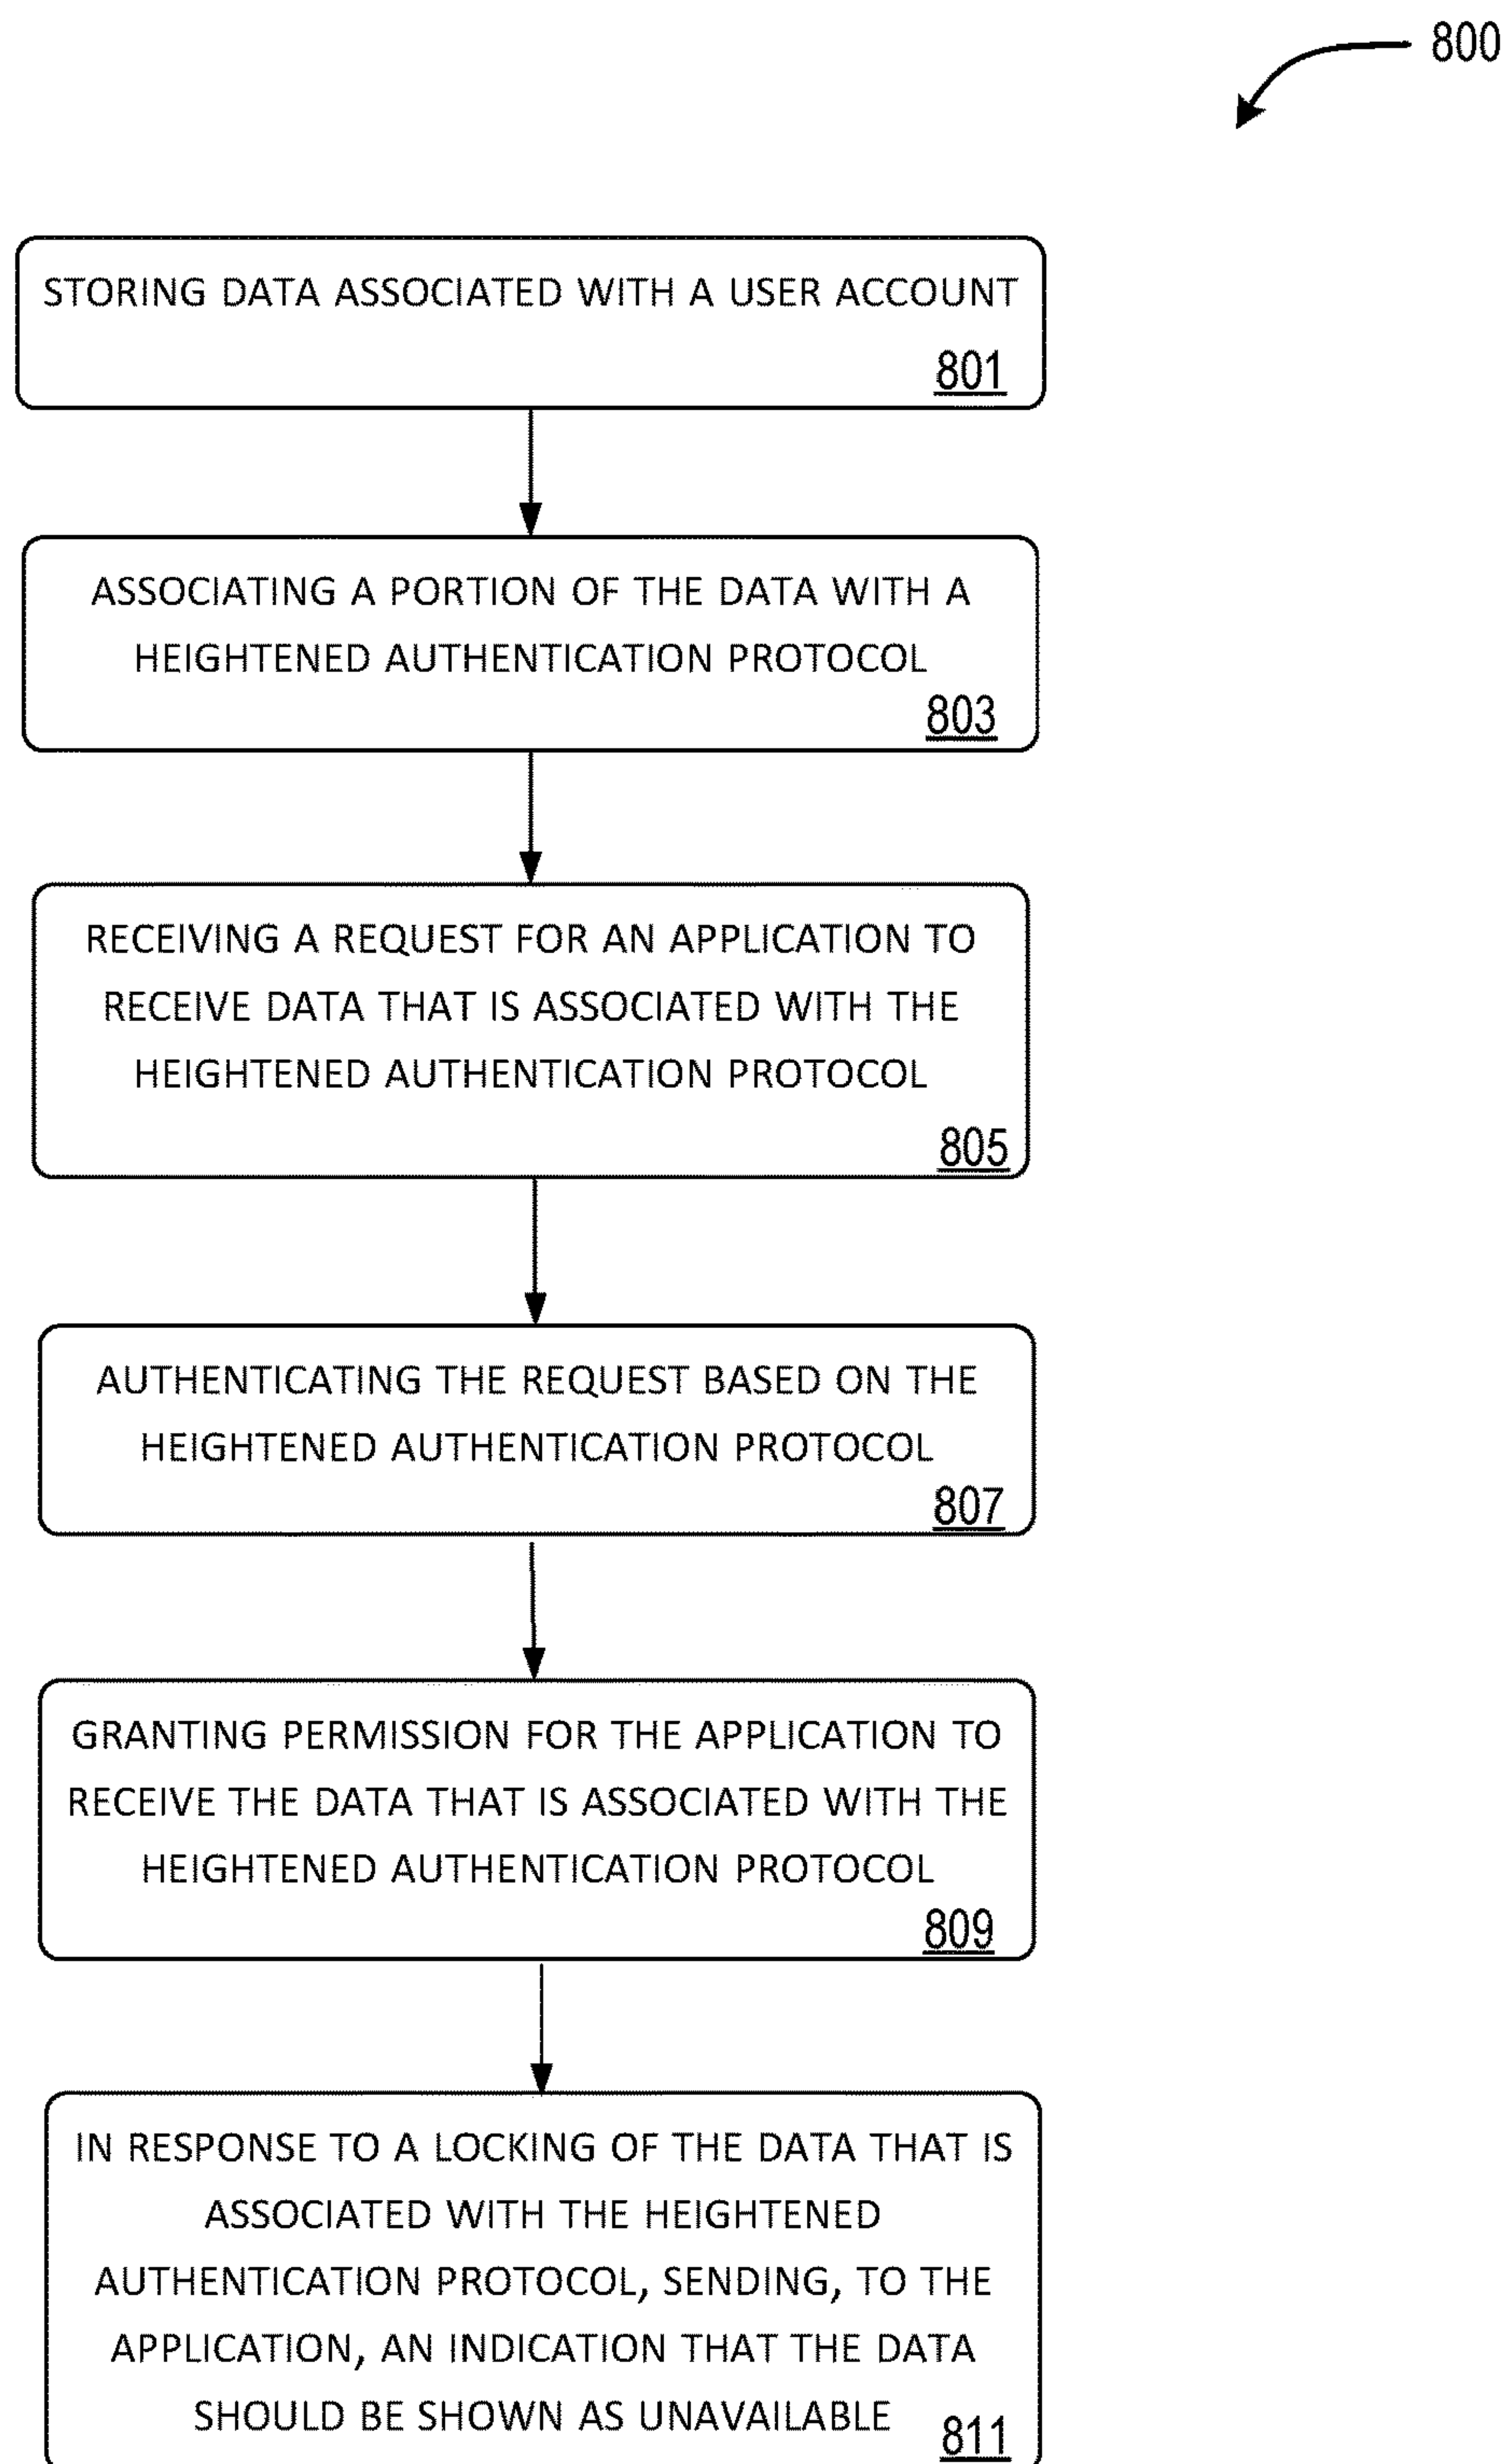 800
STORING DATA ASSOCIATED WITH A USER ACCOUNT
801
ASSOCIATING A PORTION OF THE DATA WITH A
HEIGHTENED AUTHENTICATION PROTOCOL
803
RECEIVING A REQUEST FOR AN APPLICATION TO
RECEIVE DATA THAT IS ASSOCIATED WITH THE
HEIGHTENED AUTHENTICATION PROTOCOL
805
AUTHENTICATING THE REQUEST BASED ON THE
HEIGHTENED AUTHENTICATION PROTOCOL
807
GRANTING PERMISSION FOR THE APPLICATION TO
RECEIVE THE DATA THAT IS ASSOCIATED WITH THE
HEIGHTENED AUTHENTICATION PROTOCOL
809
IN RESPONSE TO A LOCKING OF THE DATA THAT IS
ASSOCIATED WITH THE HEIGHTENED
AUTHENTICATION PROTOCOL, SENDING, TO THE
APPLICATION, AN INDICATION THAT THE DATA
SHOULD BE SHOWN AS UNAVAILABLE
811